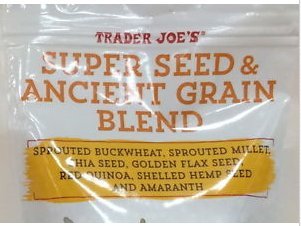 TRADER JOE'S®
SUPER SEED &
ANCIENT GRAIN
BLEND
SPROUTED BUCKWHEAT, SPROUTED MILLET,
CHIA SEED, GOLDEN FLAX SEED,
RED QUINOA, SHELLED HEMP SEED
AND AMARANTH